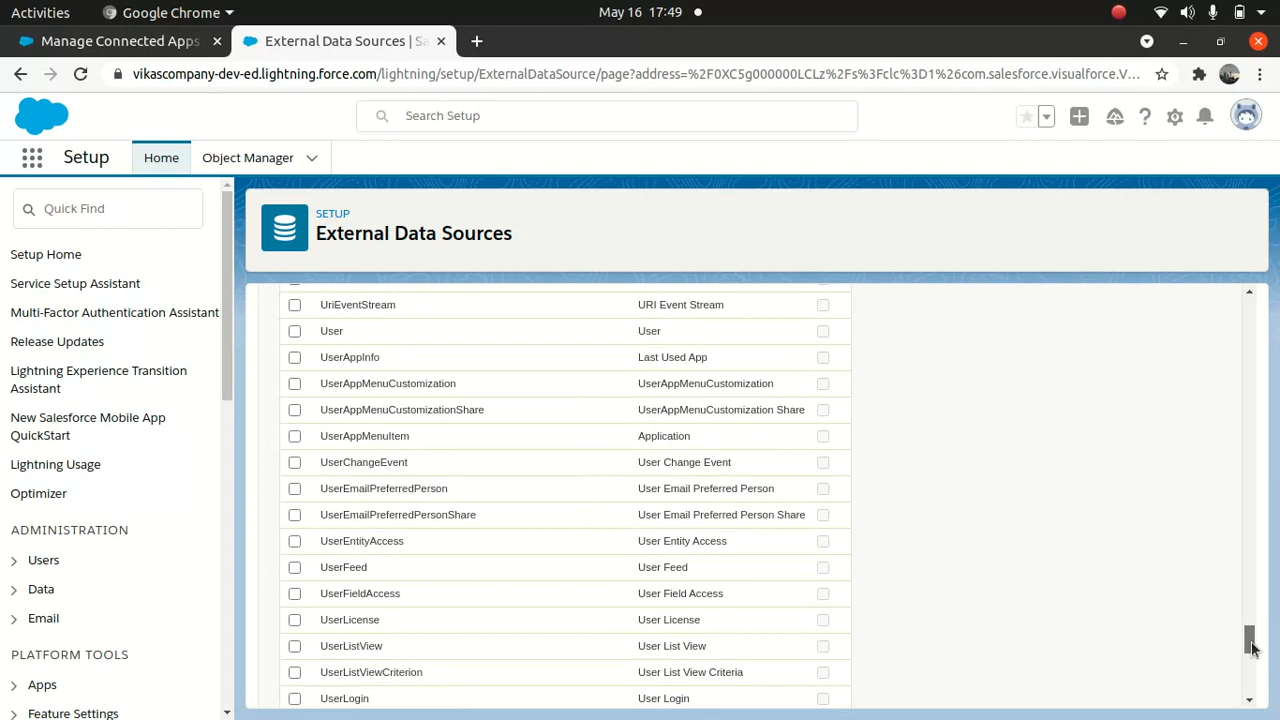 Activities
Google Chrome
May 16 17:49
Manage Connected Apps
External Data Sources | Sa
vikascompany-dev-ed.lightning.force.com/lightning/setup/ExternalDataSource/page?address=%2F0XC5g000000LCLz%2Fs%3Fclc%3D1%26com.salesforce.visualforce.V...
Search Setup
Setup
Home
Object Manager
Quick Find
Setup Home
Service Setup Assistant
Multi-Factor Authentication Assistant
Release Updates
Lightning Experience Transition
Assistant
New Salesforce Mobile App
QuickStart
Lightning Usage
Optimizer
ADMINISTRATION
Users
Data
Email
PLATFORM TOOLS
Apps
Feature Settings
SETUP
External Data Sources
UriEventStream URI Event Stream
User User
UserAppInfo Last Used App
UserAppMenuCustomization UserAppMenuCustomization
UserAppMenuCustomizationShare UserAppMenuCustomization Share
UserAppMenuItem Application
UserChangeEvent User Change Event
UserEmailPreferredPerson User Email Preferred Person
UserEmailPreferredPersonShare User Email Preferred Person Share
UserEntityAccess User Entity Access
UserFeed User Feed
UserFieldAccess User Field Access
UserLicense User License
UserListView User List View
UserListViewCriterion User List View Criteria
UserLogin User Login